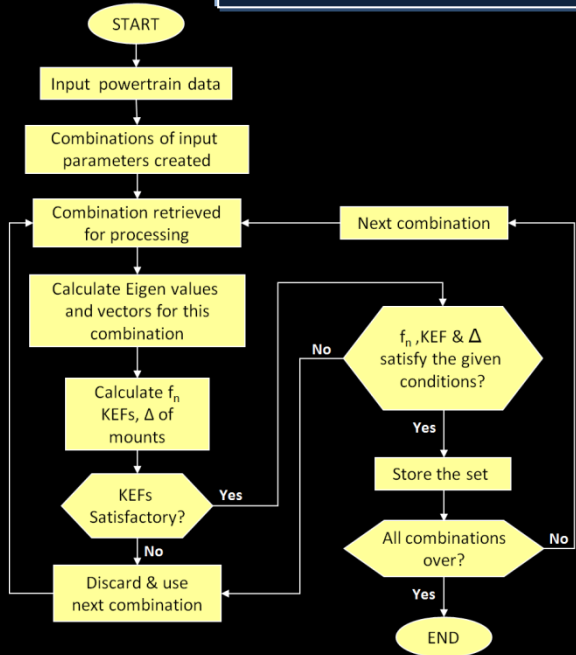 START
Input powertrain data
Combinations of input
parameters created
Combination retrieved
for processing
Next combination
Calculate Eigen values
and vectors for this
combination
Calculate fn
KEFs, Δ of
mounts
KEFs
Satisfactory?
Yes
No
Discard & use
next combination
fn ,KEF & Δ
satisfy the given
conditions?
No
Yes
Store the set
All combinations
over?
No
Yes
END